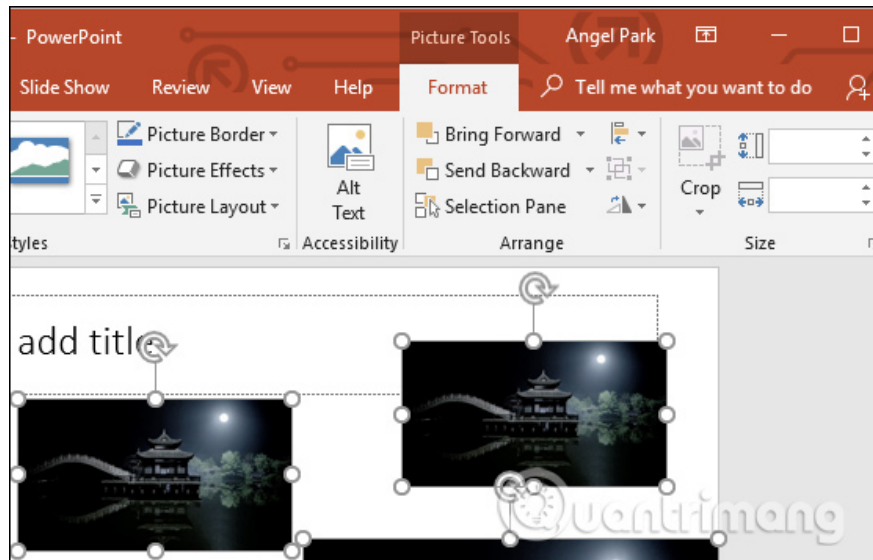 - PowerPoint
Picture Tools
Angel Park
Slide Show
Review
View
Help
Format
Tell me what you want to do
Picture Border
Picture Effects
Picture Layout
Alt
Text
Bring Forward
Send Backward
Selection Pane
Crop
tyles
Accessibility
Arrange
Size
add title
Quantrimang